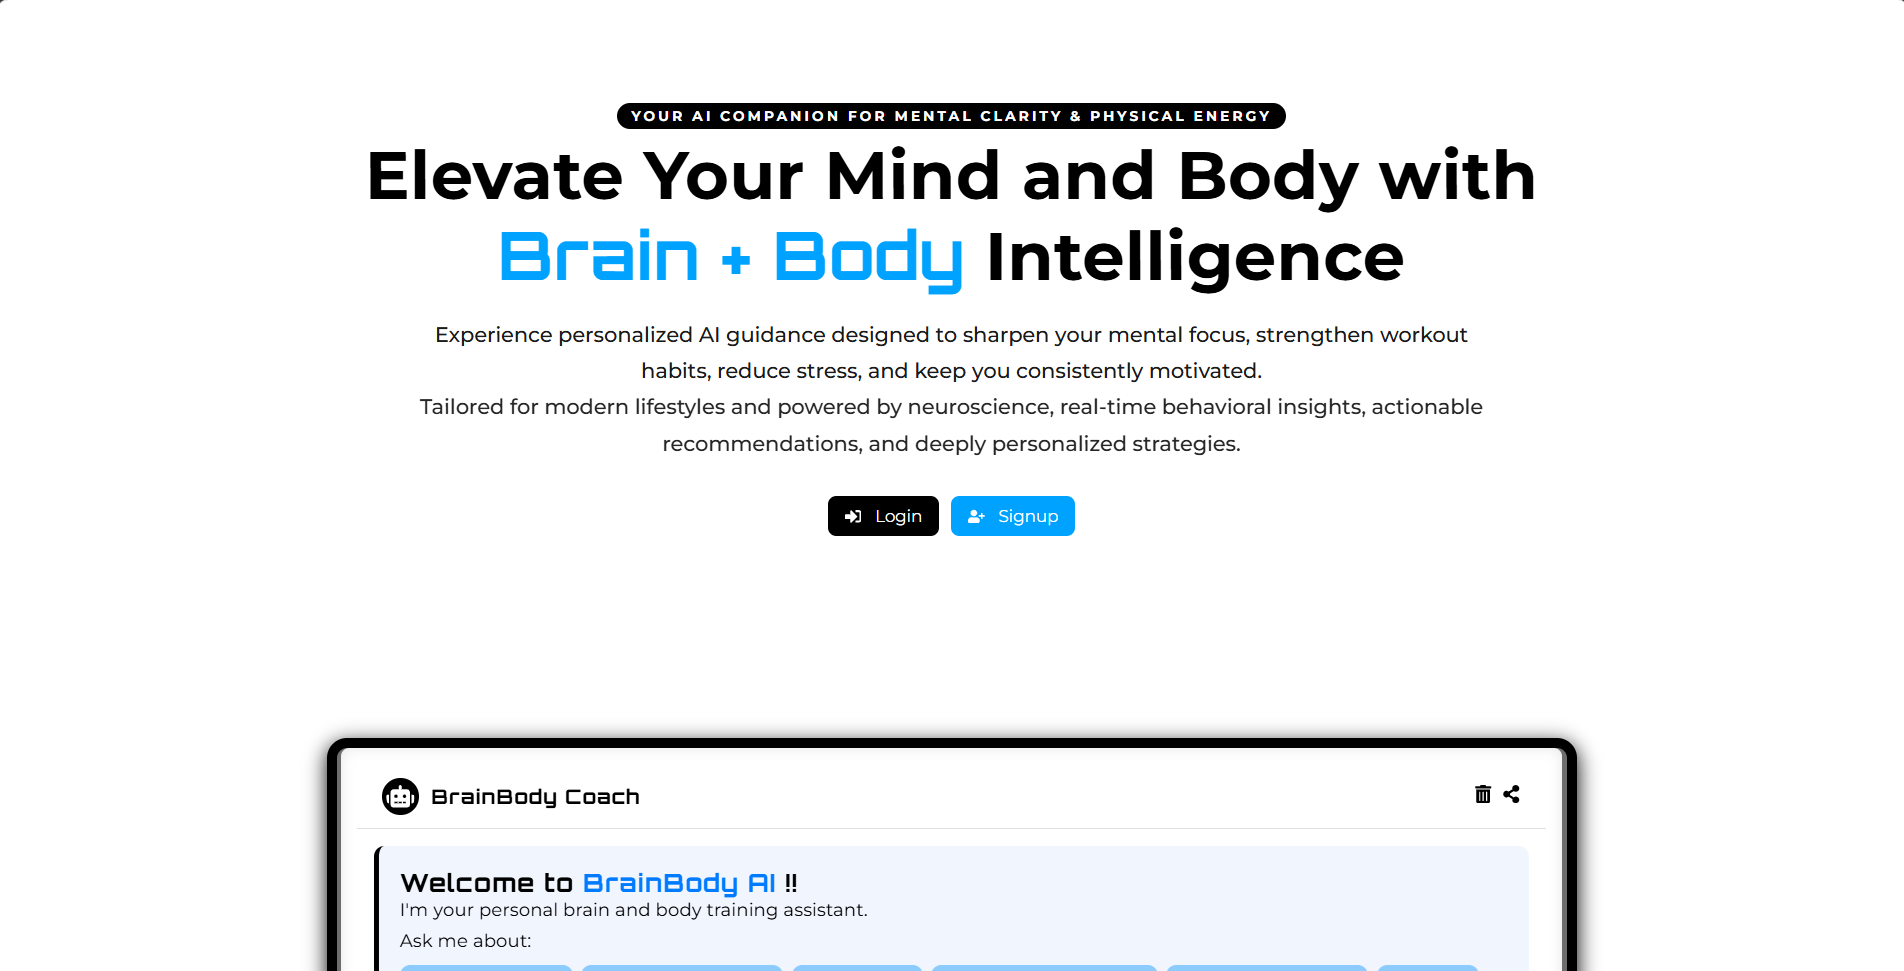 YOUR AI COMPANION FOR MENTAL CLARITY & PHYSICAL ENERGY
Elevate Your Mind and Body with
Brain + Body Intelligence
Experience personalized AI guidance designed to sharpen your mental focus, strengthen workout
habits, reduce stress, and keep you consistently motivated.
Tailored for modern lifestyles and powered by neuroscience, real-time behavioral insights, actionable
recommendations, and deeply personalized strategies.
Login Signup
BrainBody Coach
Welcome to BrainBody AI !!
I'm your personal brain and body training assistant.
Ask me about: